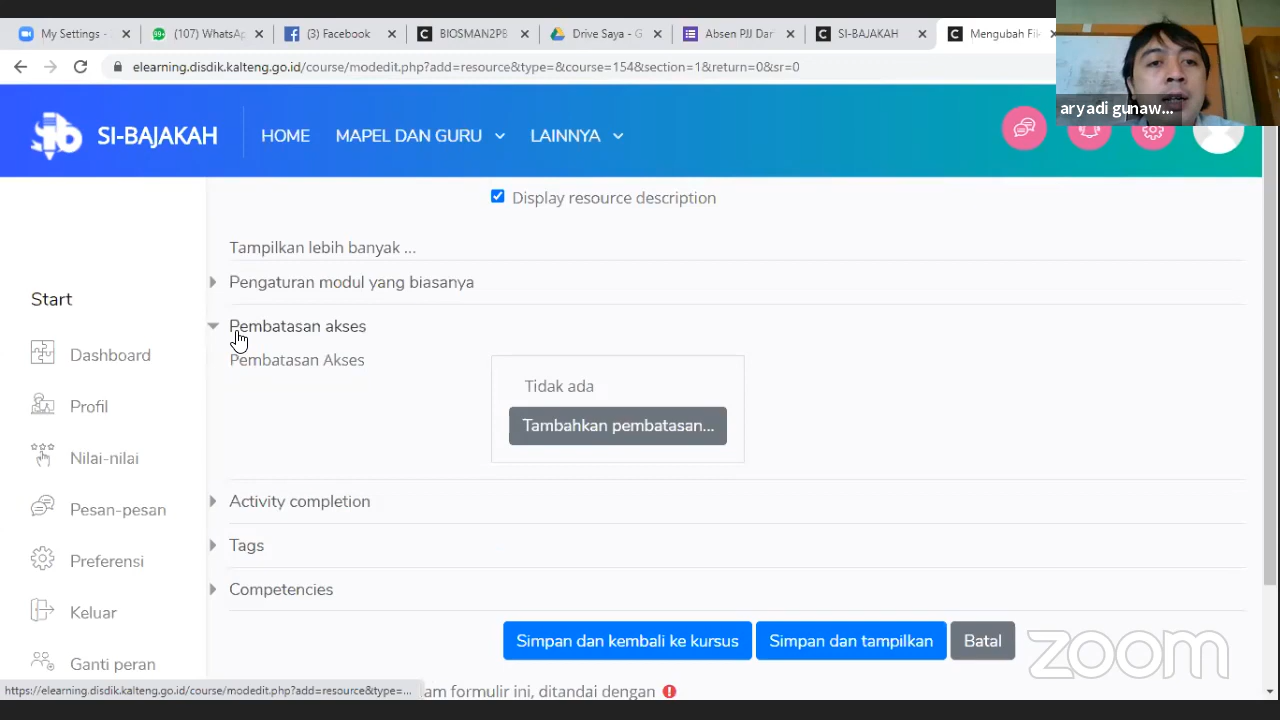 My Settings -
(107) WhatsAp
(3) Facebook
BIOSMAN2PB
Drive Saya - G
Absen PJJ Dar
SI-BAJAKAH
Mengubah Fi
elearning.disdik.kalteng.go.id/course/modedit.php?add=resource&type=&course=154&section=1&return=0&sr=0
aryadi gunaw...
SI-BAJAKAH
HOME
MAPEL DAN GURU
LAINNYA
Display resource description
Tampilkan lebih banyak ...
Pengaturan modul yang biasanya
Start
Pembatasan akses
Pembatasan Akses
Dashboard
Tidak ada
Profil
Tambahkan pembatasan...
Nilai-nilai
Activity completion
Pesan-pesan
Tags
Preferensi
Competencies
Keluar
Simpan dan kembali ke kursus
Simpan dan tampilkan
Batal
zoom
Ganti peran
https://elearning.disdik.kalteng.go.id/course/modedit.php?add=resource&type=...
am formulir ini, ditandai dengan